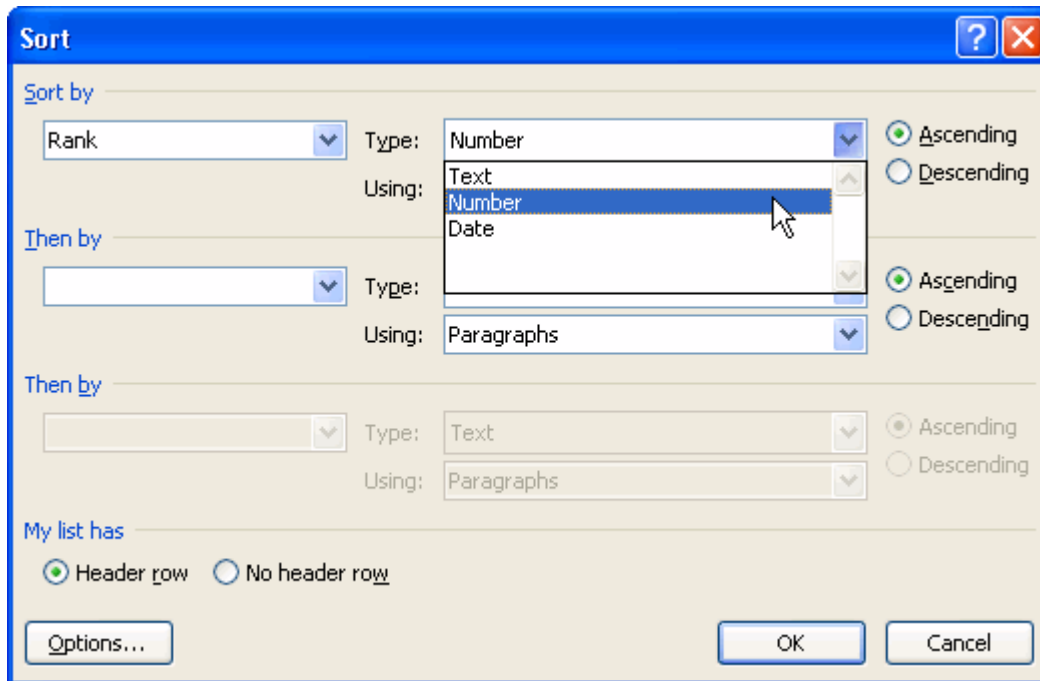 Sort
Sort by
Rank Type: Number Ascending
Text Descending
Using: Number
Date
Then by
Type: Ascending
Using: Paragraphs Descending
Then by
Type: Text Ascending
Using: Paragraphs Descending
My list has
Header row No header row
Options... OK Cancel